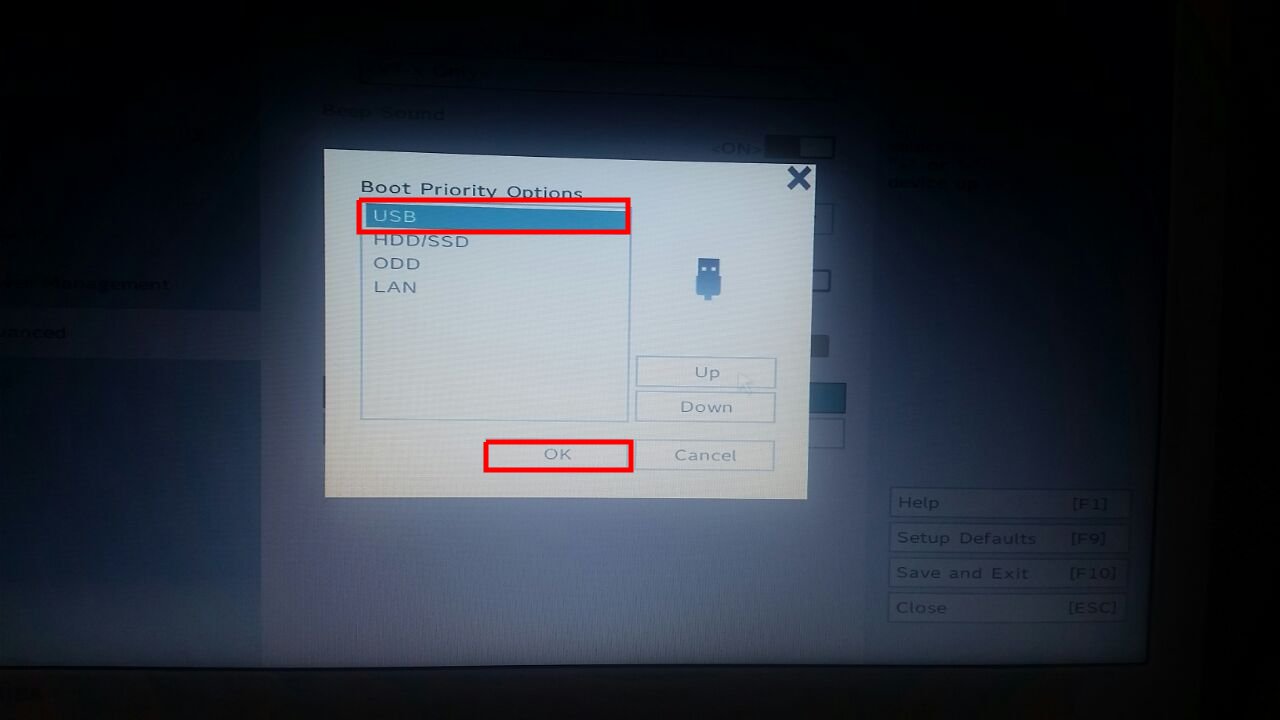 Beep Sound
<ON>
Boot Priority Options
USB
HDD/SSD
ODD
LAN
Management
Up
Down
OK
Cancel
Help [F1]
Setup Defaults [F9]
Save and Exit [F10]
Close [ESC]